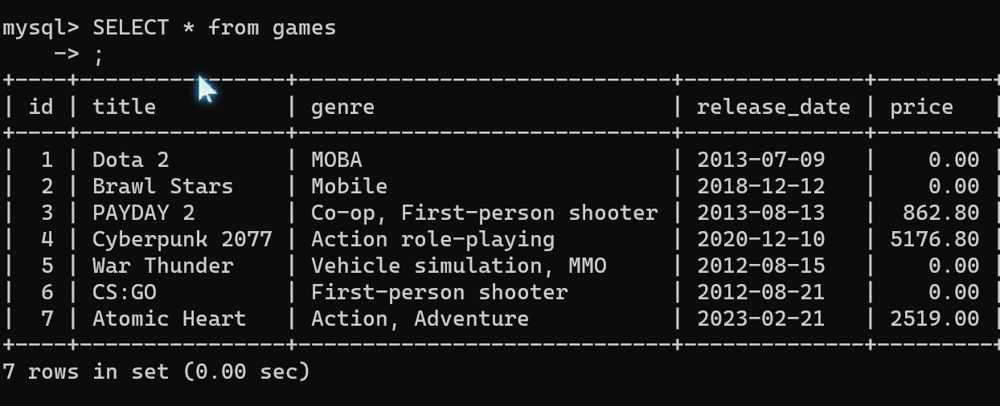 mysql> SELECT * from games
    -> ;
+----+----------------+-----------------------------+--------------+---------+
| id | title          | genre                       | release_date | price   |
+----+----------------+-----------------------------+--------------+---------+
|  1 | Dota 2         | MOBA                        | 2013-07-09   |    0.00 |
|  2 | Brawl Stars    | Mobile                      | 2018-12-12   |    0.00 |
|  3 | PAYDAY 2       | Co-op, First-person shooter | 2013-08-13   |  862.80 |
|  4 | Cyberpunk 2077 | Action role-playing         | 2020-12-10   | 5176.80 |
|  5 | War Thunder    | Vehicle simulation, MMO     | 2012-08-15   |    0.00 |
|  6 | CS:GO          | First-person shooter        | 2012-08-21   |    0.00 |
|  7 | Atomic Heart   | Action, Adventure           | 2023-02-21   | 2519.00 |
+----+----------------+-----------------------------+--------------+---------+
7 rows in set (0.00 sec)